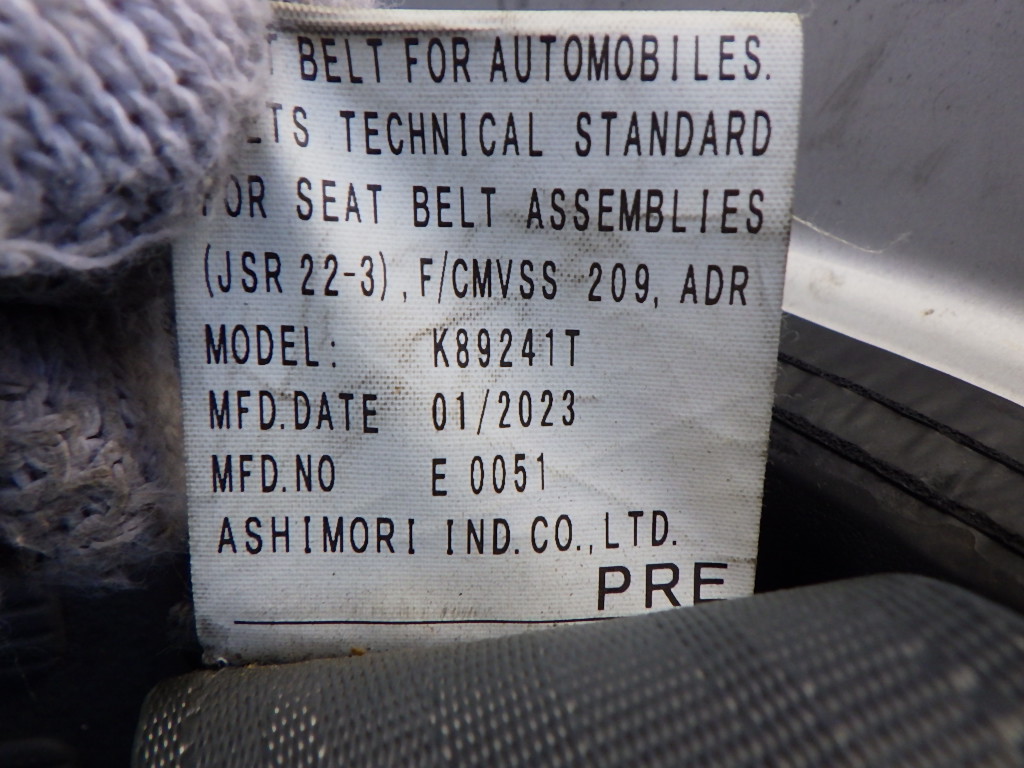 BELT FOR AUTOMOBILES.
TECHNICAL STANDARD
SEAT BELT ASSEMBLIES
(JSR 22-3), F/CMVSS 209, ADR
MODEL: K89241T
MFD.DATE 01/2023
MFD.NO E 0051
ASHIMORI IND.CO.,LTD.
PRE